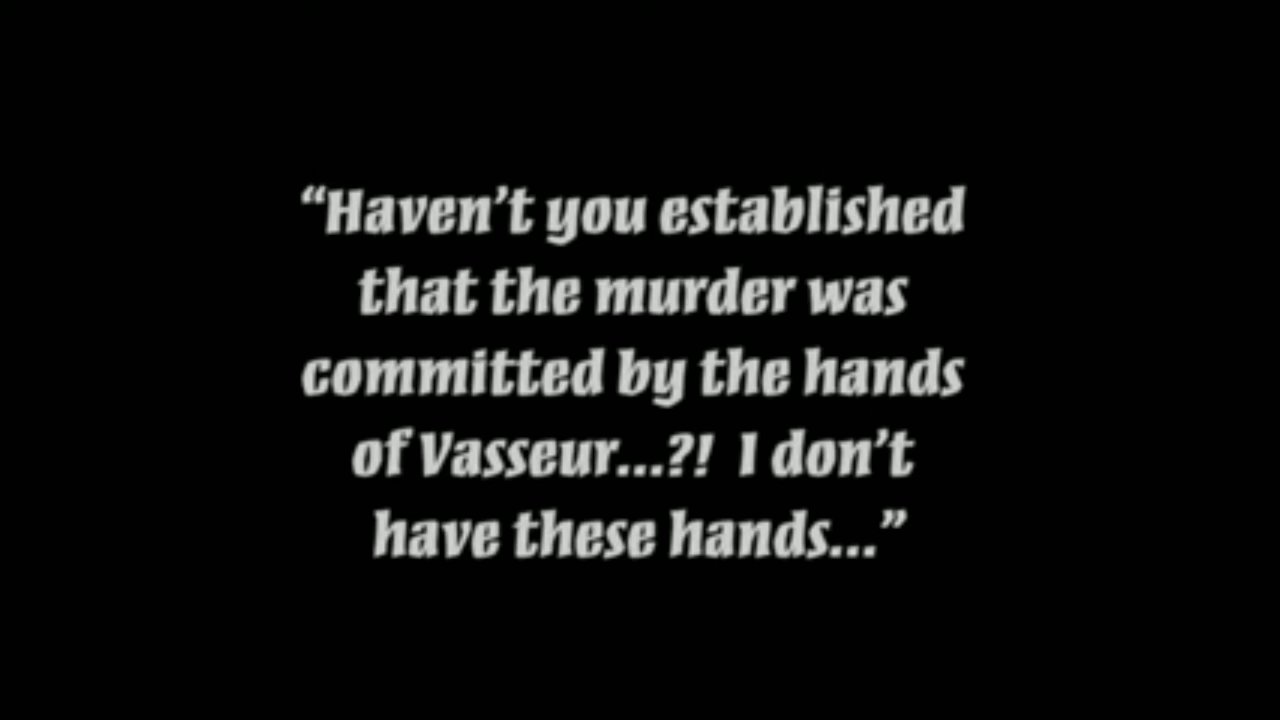 “Haven’t you established
that the murder was
committed by the hands
of Vasseur...?!  I don’t
have these hands...”